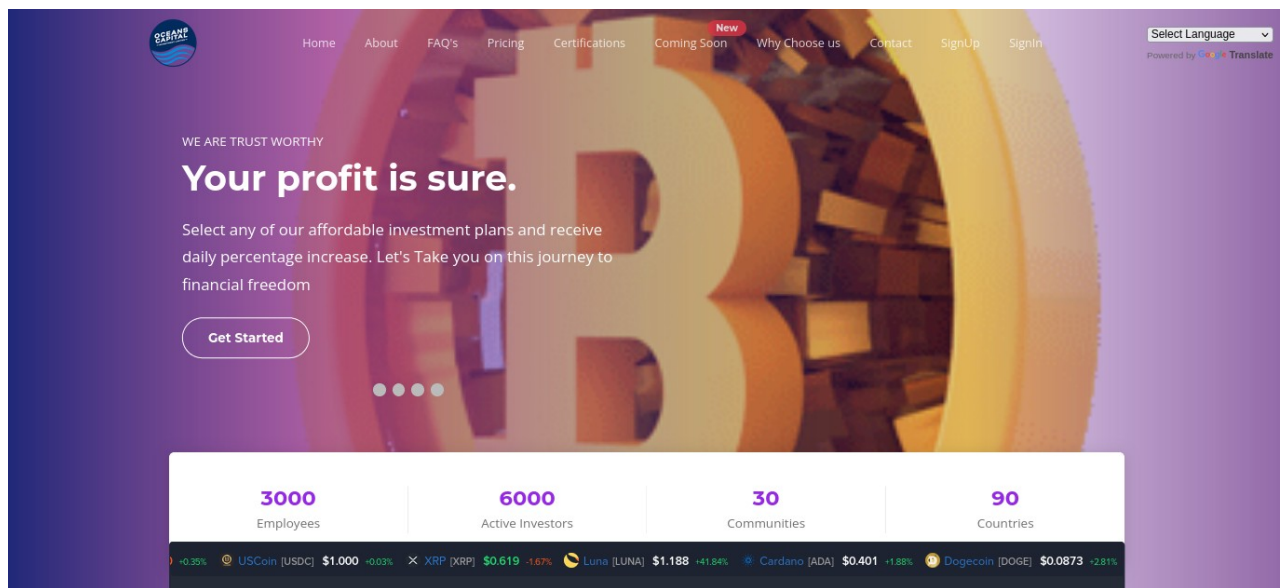 OCEANS
CAPITAL
Home About FAQ's Pricing Certifications Coming Soon New Why Choose us Contact SignUp SignIn
Select Language
Powered by Google Translate
WE ARE TRUST WORTHY
Your profit is sure.
Select any of our affordable investment plans and receive
daily percentage increase. Let's Take you on this journey to
financial freedom
Get Started
3000 6000 30 90
Employees Active Investors Communities Countries
+0.35% USCoin [USDC] $1.000 +0.03% XRP [XRP] $0.619 -1.67% Luna [LUNA] $1.188 +41.84% Cardano [ADA] $0.401 +1.88% Dogecoin [DOGE] $0.0873 +2.81%